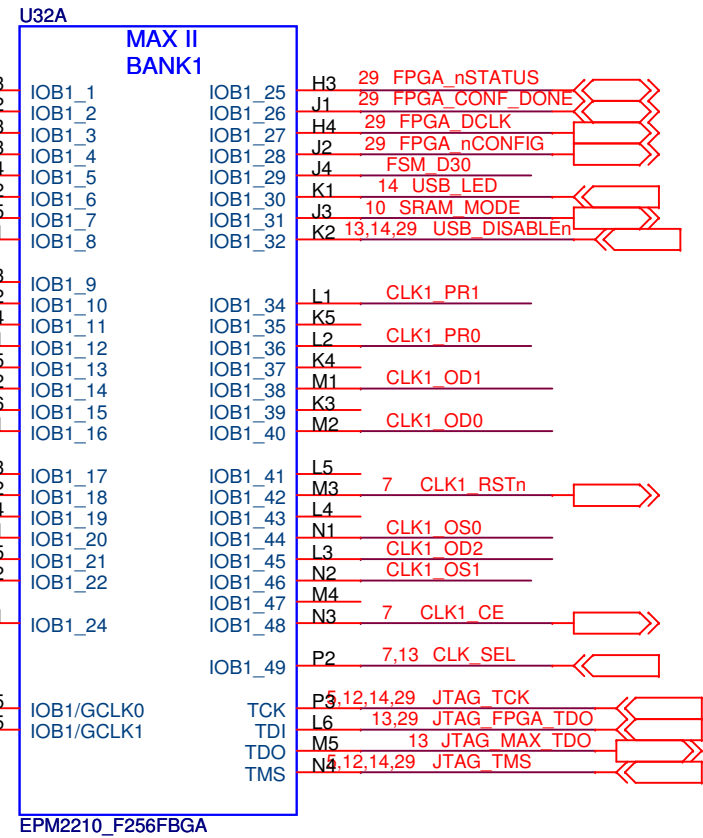 U32A
MAX II
BANK1
IOB1_1 IOB1_25 H3 29 FPGA_nSTATUS
IOB1_2 IOB1_26 J1 29 FPGA_CONF_DONE
IOB1_3 IOB1_27 H4 29 FPGA_DCLK
IOB1_4 IOB1_28 J2 29 FPGA_nCONFIG
IOB1_5 IOB1_29 J4 FSM_D30
IOB1_6 IOB1_30 K1 14 USB_LED
IOB1_7 IOB1_31 J3 10 SRAM_MODE
IOB1_8 IOB1_32 K2 13,14,29 USB_DISABLEn
IOB1_9
IOB1_10 IOB1_34 L1 CLK1_PR1
IOB1_11 IOB1_35 K5
IOB1_12 IOB1_36 L2 CLK1_PR0
IOB1_13 IOB1_37 K4
IOB1_14 IOB1_38 M1 CLK1_OD1
IOB1_15 IOB1_39 K3
IOB1_16 IOB1_40 M2 CLK1_OD0
IOB1_17 IOB1_41 L5
IOB1_18 IOB1_42 M3 7 CLK1_RSTn
IOB1_19 IOB1_43 L4
IOB1_20 IOB1_44 N1 CLK1_OS0
IOB1_21 IOB1_45 L3 CLK1_OD2
IOB1_22 IOB1_46 N2 CLK1_OS1
IOB1_47 M4
IOB1_24 IOB1_48 N3 7 CLK1_CE
IOB1_49 P2 7,13 CLK_SEL
IOB1/GCLK0 TCK P3 5,12,14,29 JTAG_TCK
IOB1/GCLK1 TDI L6 13,29 JTAG_FPGA_TDO
TDO M5 13 JTAG_MAX_TDO
TMS N4 5,12,14,29 JTAG_TMS
EPM2210_F256FBGA